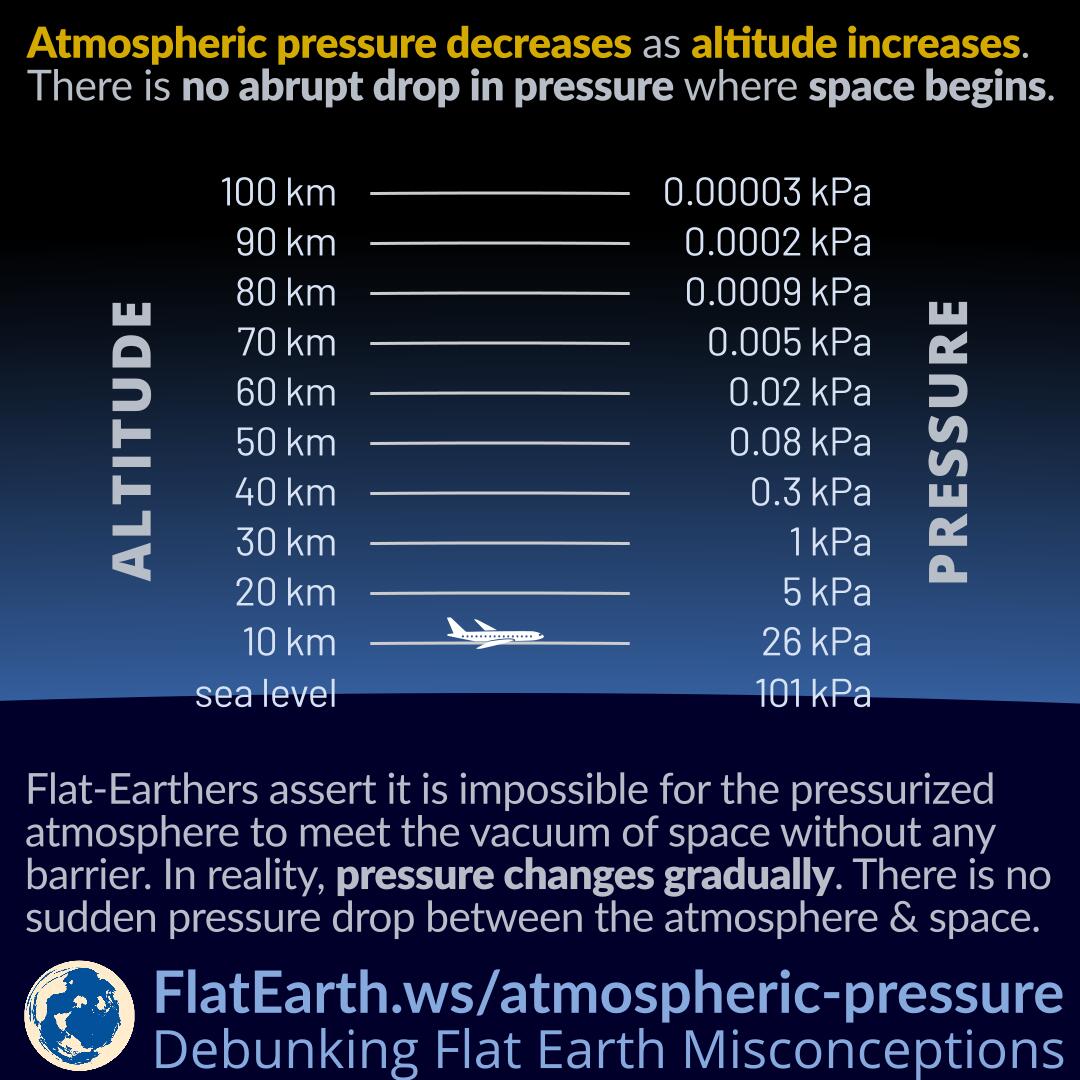 Atmospheric pressure decreases as altitude increases.
There is no abrupt drop in pressure where space begins.
ALTITUDE
PRESSURE
100 km 0.00003 kPa
90 km 0.0002 kPa
80 km 0.0009 kPa
70 km 0.005 kPa
60 km 0.02 kPa
50 km 0.08 kPa
40 km 0.3 kPa
30 km 1 kPa
20 km 5 kPa
10 km 26 kPa
sea level 101 kPa
Flat-Earthers assert it is impossible for the pressurized
atmosphere to meet the vacuum of space without any
barrier. In reality, pressure changes gradually. There is no
sudden pressure drop between the atmosphere & space.
FlatEarth.ws/atmospheric-pressure
Debunking Flat Earth Misconceptions